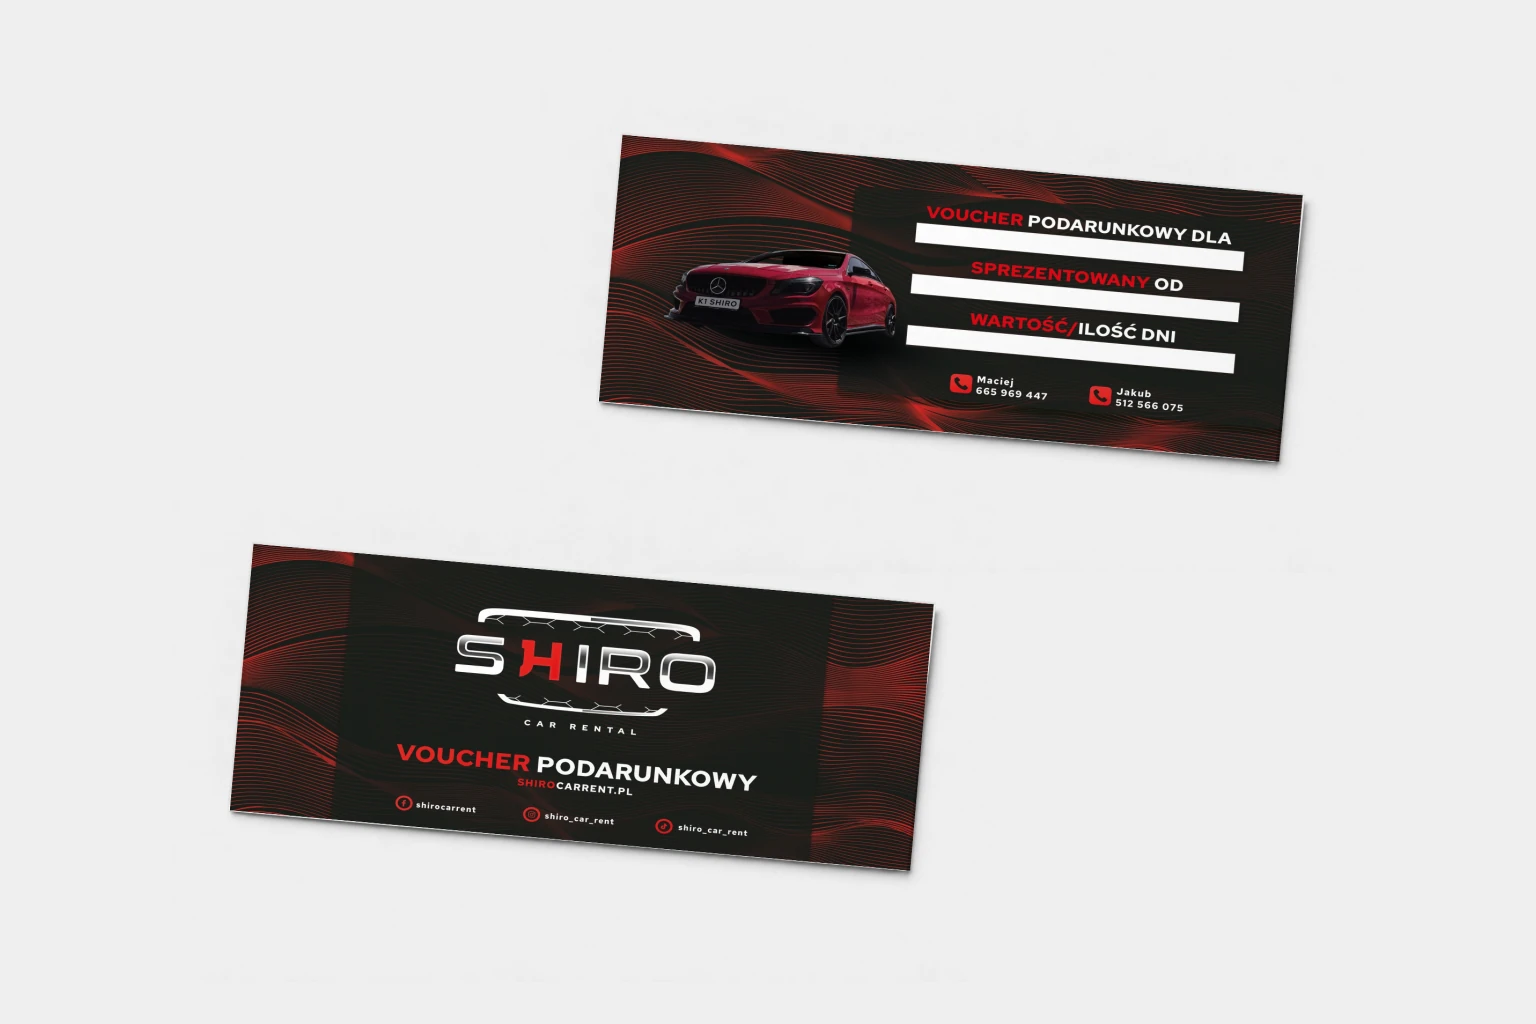 VOUCHER PODARUNKOWY DLA
SPREZENTOWANY OD
WARTOŚĆ/ILOŚĆ DNI
K1 SHIRO
Maciej
665 969 447
Jakub
512 566 075
SHIRO
CAR RENTAL
VOUCHER PODARUNKOWY
SHIROCARRENT.PL
shirocarrent
shiro_car_rent
shiro_car_rent